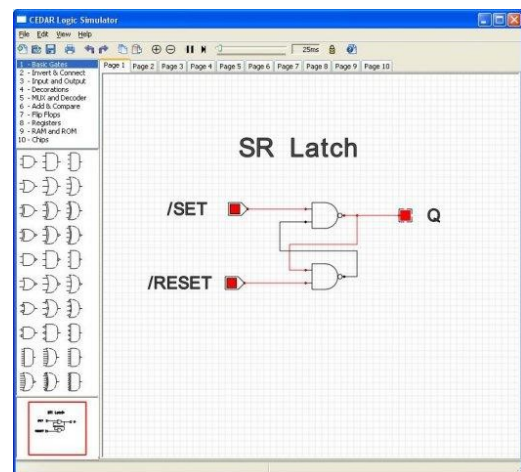 CEDAR Logic Simulator
File Edit View Help
25ms
1 - Basic Gates
2 - Invert & Connect
3 - Input and Output
4 - Decorations
5 - MUX and Decoder
6 - Add & Compare
7 - Flip Flops
8 - Registers
9 - RAM and ROM
10 - Chips
Page 1 Page 2 Page 3 Page 4 Page 5 Page 6 Page 7 Page 8 Page 9 Page 10
SR Latch
/SET
Q
/RESET
SR Latch